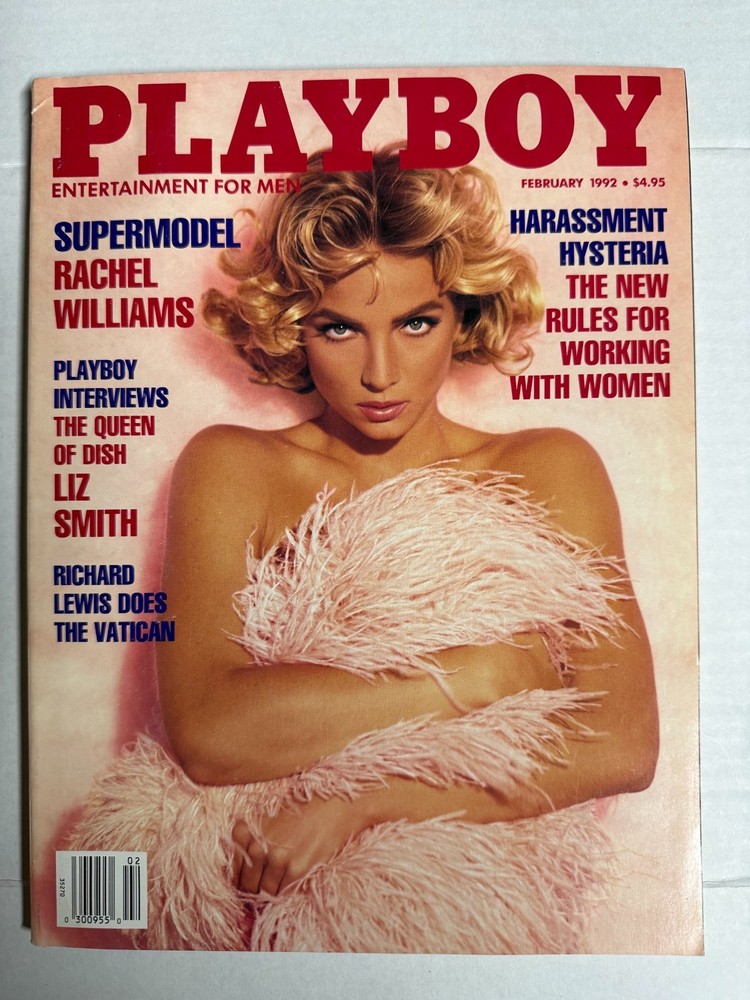 PLAYBOY
ENTERTAINMENT FOR MEN
FEBRUARY 1992 • $4.95
SUPERMODEL
RACHEL
WILLIAMS
PLAYBOY
INTERVIEWS
THE QUEEN
OF DISH
LIZ
SMITH
RICHARD
LEWIS DOES
THE VATICAN
HARASSMENT
HYSTERIA
THE NEW
RULES FOR
WORKING
WITH WOMEN
02
35270
0 300955 0